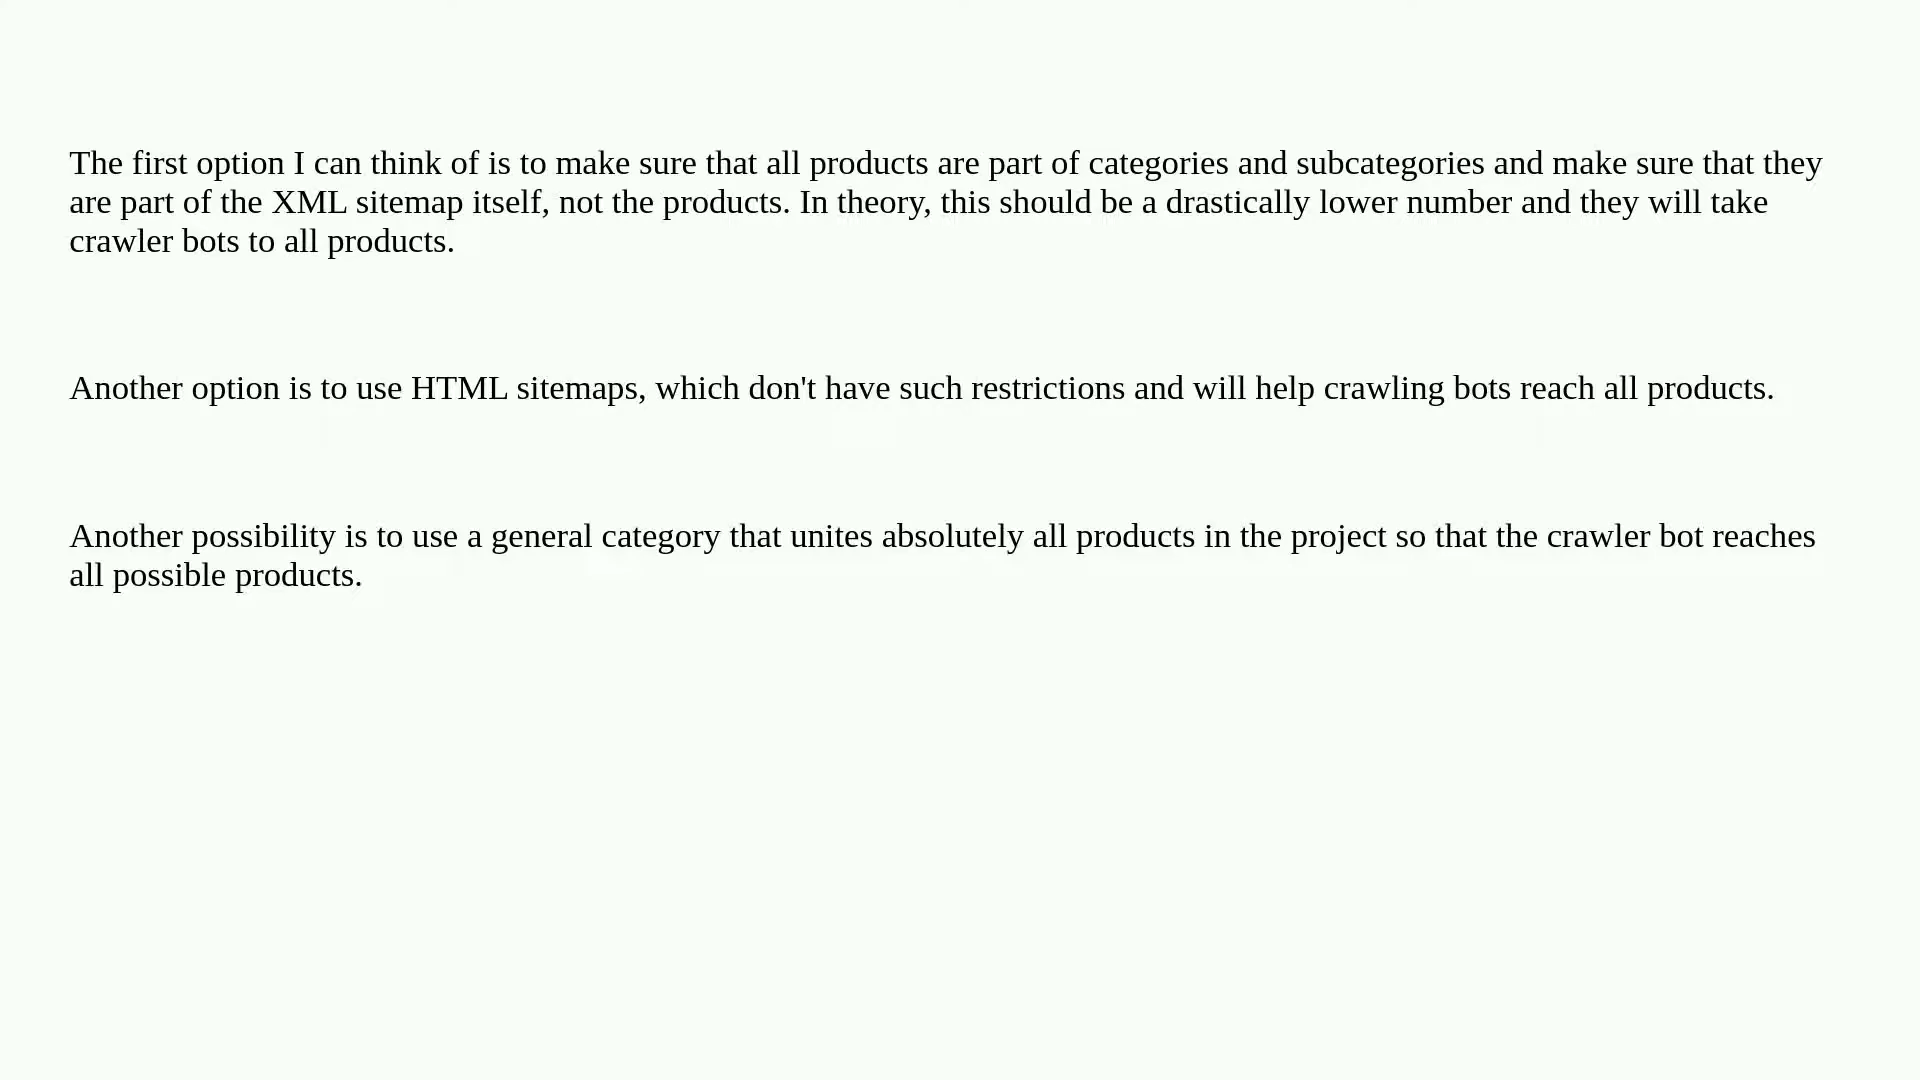 The first option I can think of is to make sure that all products are part of categories and subcategories and make sure that they
are part of the XML sitemap itself, not the products. In theory, this should be a drastically lower number and they will take
crawler bots to all products.
Another option is to use HTML sitemaps, which don't have such restrictions and will help crawling bots reach all products.
Another possibility is to use a general category that unites absolutely all products in the project so that the crawler bot reaches
all possible products.